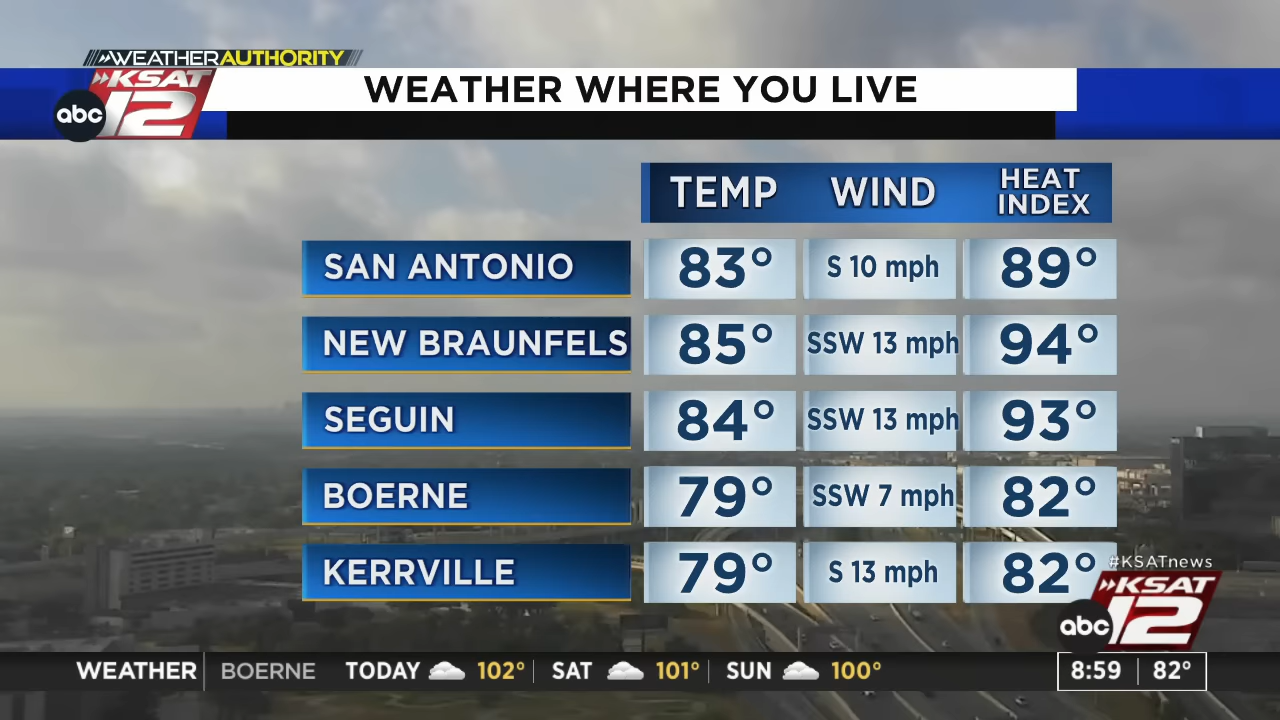 WEATHERAUTHORITY
KSAT
abc 12
WEATHER WHERE YOU LIVE
TEMP WIND HEAT INDEX
SAN ANTONIO 83° S 10 mph 89°
NEW BRAUNFELS 85° SSW 13 mph 94°
SEGUIN 84° SSW 13 mph 93°
BOERNE 79° SSW 7 mph 82°
KERRVILLE 79° S 13 mph 82°
#KSATnews
KSAT
abc 12
WEATHER BOERNE TODAY 102° SAT 101° SUN 100° 8:59 82°